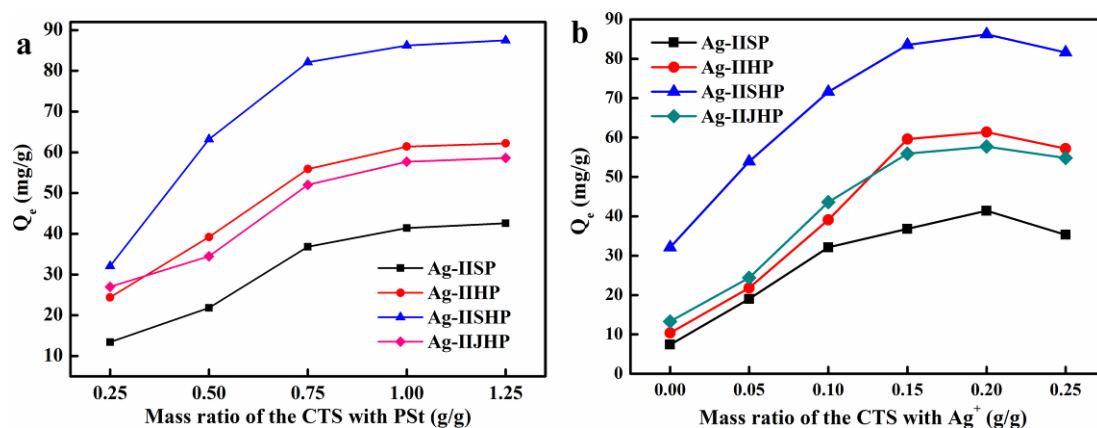 a
Q_e (mg/g)
90
80
70
60
50
40
30
20
10
Ag-IISP
Ag-IIHP
Ag-IISHP
Ag-IIJHP
0.25 0.50 0.75 1.00 1.25
Mass ratio of the CTS with PSt (g/g)
b
Q_e (mg/g)
90
80
70
60
50
40
30
20
10
0
Ag-IISP
Ag-IIHP
Ag-IISHP
Ag-IIJHP
0.00 0.05 0.10 0.15 0.20 0.25
Mass ratio of the CTS with Ag⁺ (g/g)